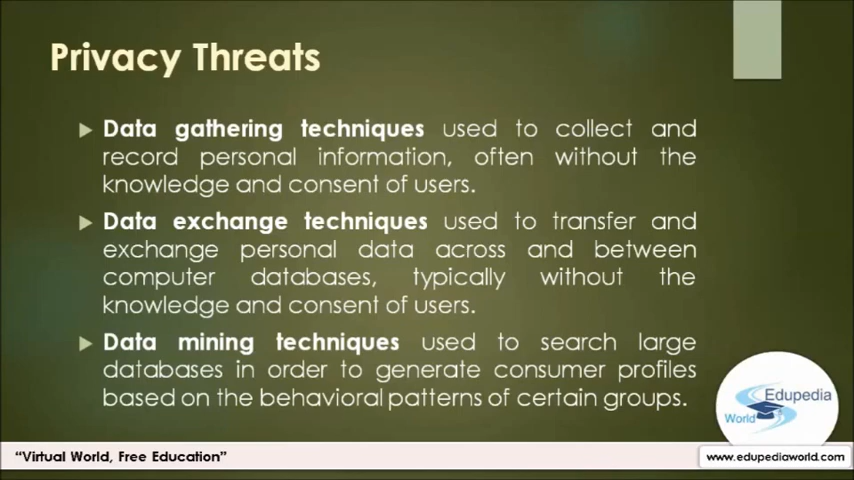 Privacy Threats
Data gathering techniques used to collect and
record personal information, often without the
knowledge and consent of users.
Data exchange techniques used to transfer and
exchange personal data across and between
computer databases, typically without the
knowledge and consent of users.
Data mining techniques used to search large
databases in order to generate consumer profiles
based on the behavioral patterns of certain groups.
Edupedia
World
“Virtual World, Free Education”
www.edupediaworld.com